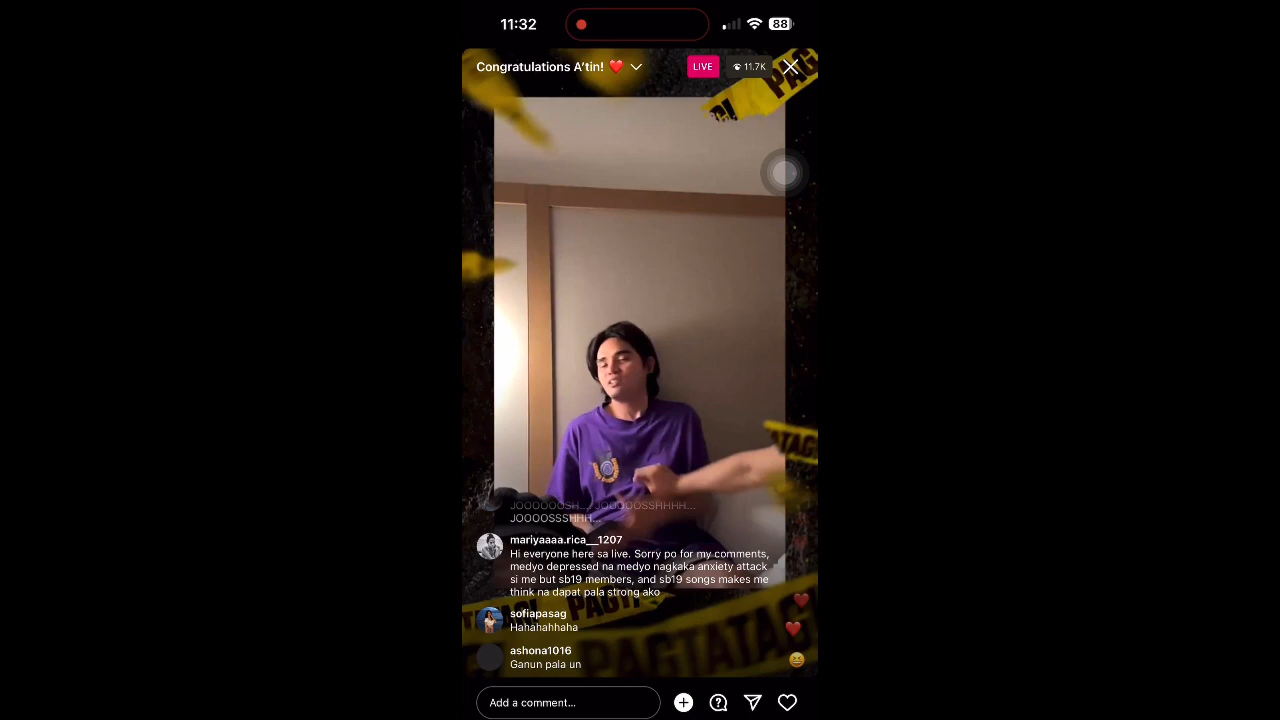 11:32
88
Congratulations A'tin! ❤️
LIVE
11.7K
PAG
JOOOOOOSH.... JOOOOOSSHHHH...
JOOOOSSSHHH...
mariyaaaa.rica__1207
Hi everyone here sa live. Sorry po for my comments,
medyo depressed na medyo nagkaka anxiety attack
si me but sb19 members, and sb19 songs makes me
think na dapat pala strong ako
sofiapasag
Hahahahhaha
ashona1016
Ganun pala un
PAGTATAG
Add a comment...